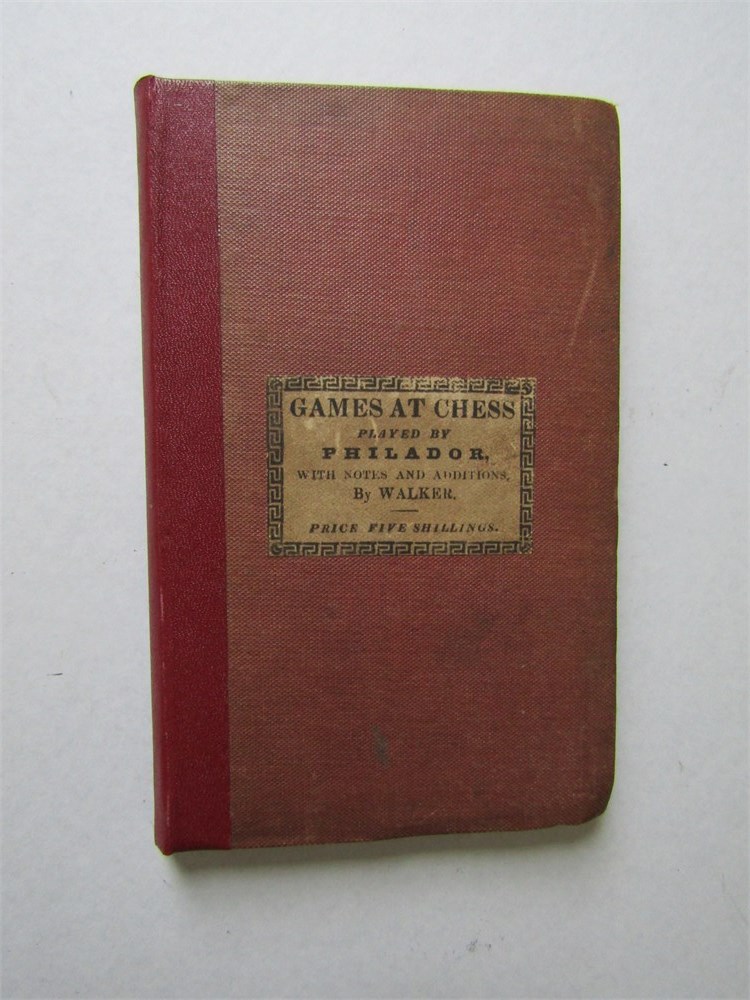 GAMES AT CHESS
PLAYED BY
PHILADOR,
WITH NOTES AND ADDITIONS,
By WALKER.
PRICE FIVE SHILLINGS.